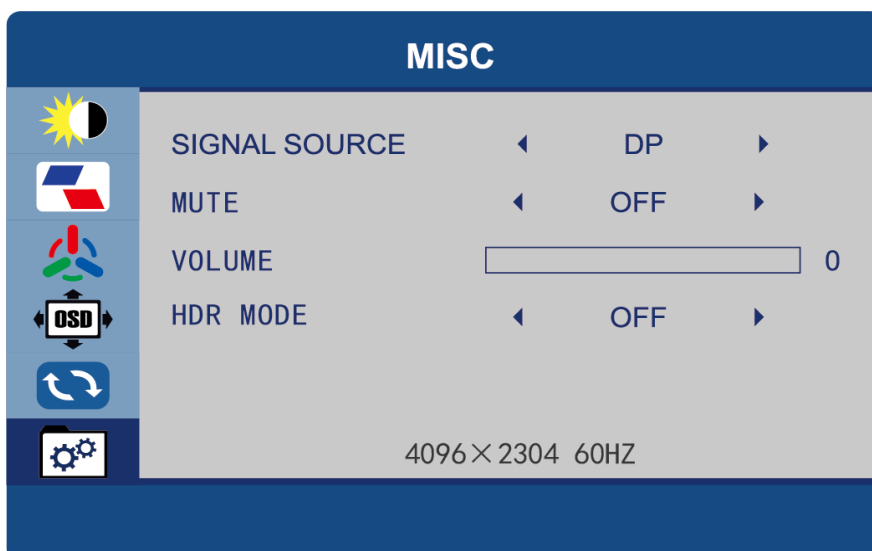 MISC
SIGNAL SOURCE DP
MUTE OFF
VOLUME 0
HDR MODE OFF
OSD
4096×2304 60HZ